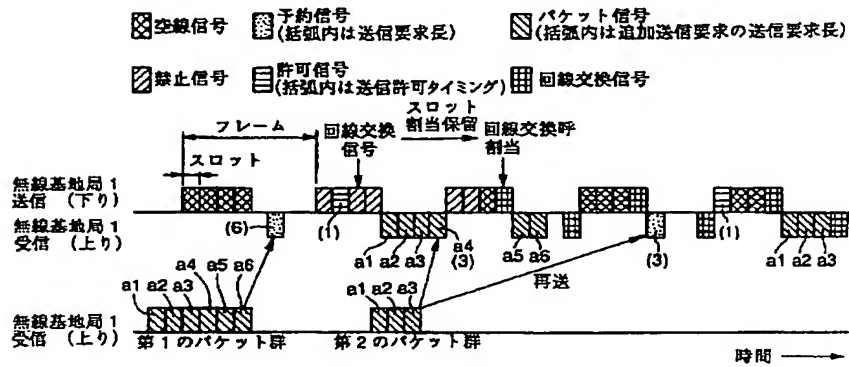 空線信号
予約信号
(括弧内は送信要求長)
パケット信号
(括弧内は追加送信要求の送信要求長)
禁止信号
許可信号
(括弧内は送信許可タイミング)
回線交換信号
フレーム
スロット
回線交換
信号
スロット
割当保留
回線交換呼
割当
無線基地局1
送信 (下り)
無線基地局1
受信 (上り)
(6)
(1)
a1 a2 a3 a4
(3)
a5 a6
(3)
(1)
a1 a2 a3
再送
a1 a2 a3 a4 a5 a6
a1 a2 a3
無線基地局1
受信 (上り)
第1のパケット群
第2のパケット群
時間